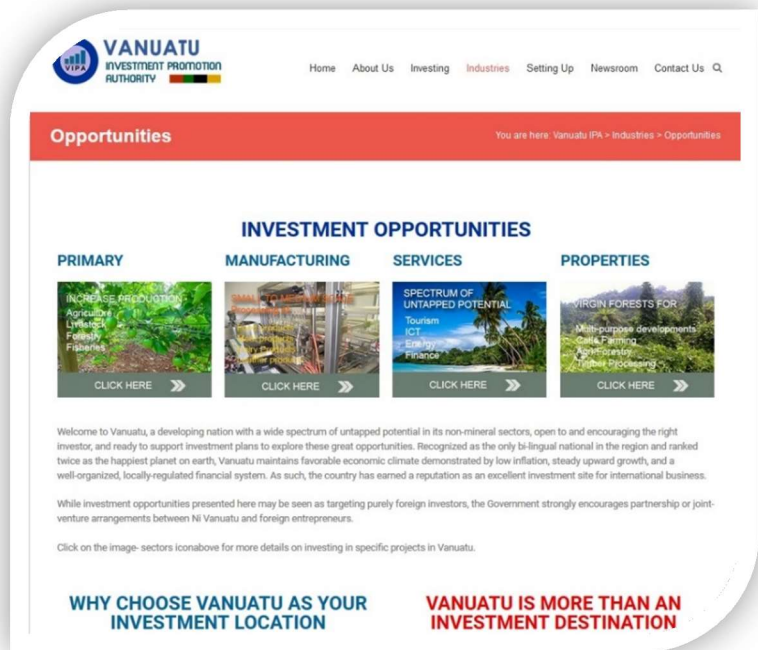 VIPA
VANUATU
INVESTMENT PROMOTION
AUTHORITY
Home About Us Investing Industries Setting Up Newsroom Contact Us
Opportunities
You are here: Vanuatu IPA > Industries > Opportunities
INVESTMENT OPPORTUNITIES
PRIMARY MANUFACTURING SERVICES PROPERTIES
INCREASE PRODUCTION
Agriculture
Livestock
Forestry
Fisheries
CLICK HERE
CLICK HERE
SPECTRUM OF
UNTAPPED POTENTIAL
Tourism
ICT
Energy
Finance
CLICK HERE
VIRGIN FORESTS FOR
Multi-purpose developments
Cattle Farming
Agri-Forestry
Timber Processing
CLICK HERE
Welcome to Vanuatu, a developing nation with a wide spectrum of untapped potential in its non-mineral sectors, open to and encouraging the right
investor, and ready to support investment plans to explore these great opportunities. Recognized as the only bi-lingual national in the region and ranked
twice as the happiest planet on earth, Vanuatu maintains favorable economic climate demonstrated by low inflation, steady upward growth, and a
well-organized, locally-regulated financial system. As such, the country has earned a reputation as an excellent investment site for international business.
While investment opportunities presented here may be seen as targeting purely foreign investors, the Government strongly encourages partnership or joint-
venture arrangements between Ni Vanuatu and foreign entrepreneurs.
Click on the image- sectors iconabove for more details on investing in specific projects in Vanuatu.
WHY CHOOSE VANUATU AS YOUR
INVESTMENT LOCATION
VANUATU IS MORE THAN AN
INVESTMENT DESTINATION